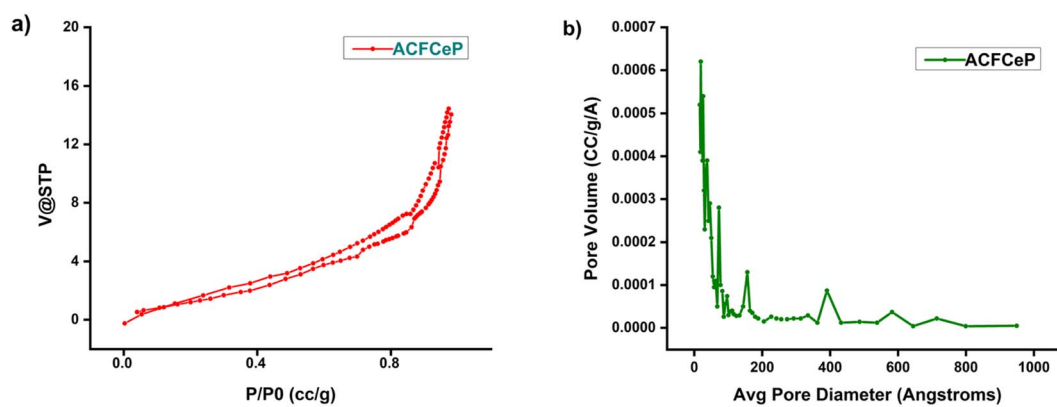 a)
ACFCeP
V@STP
20
16
12
8
4
0
0.0 0.4 0.8
P/P0 (cc/g)
b)
ACFCeP
Pore Volume (CC/g/A)
0.0007
0.0006
0.0005
0.0004
0.0003
0.0002
0.0001
0.0000
0 200 400 600 800 1000
Avg Pore Diameter (Angstroms)